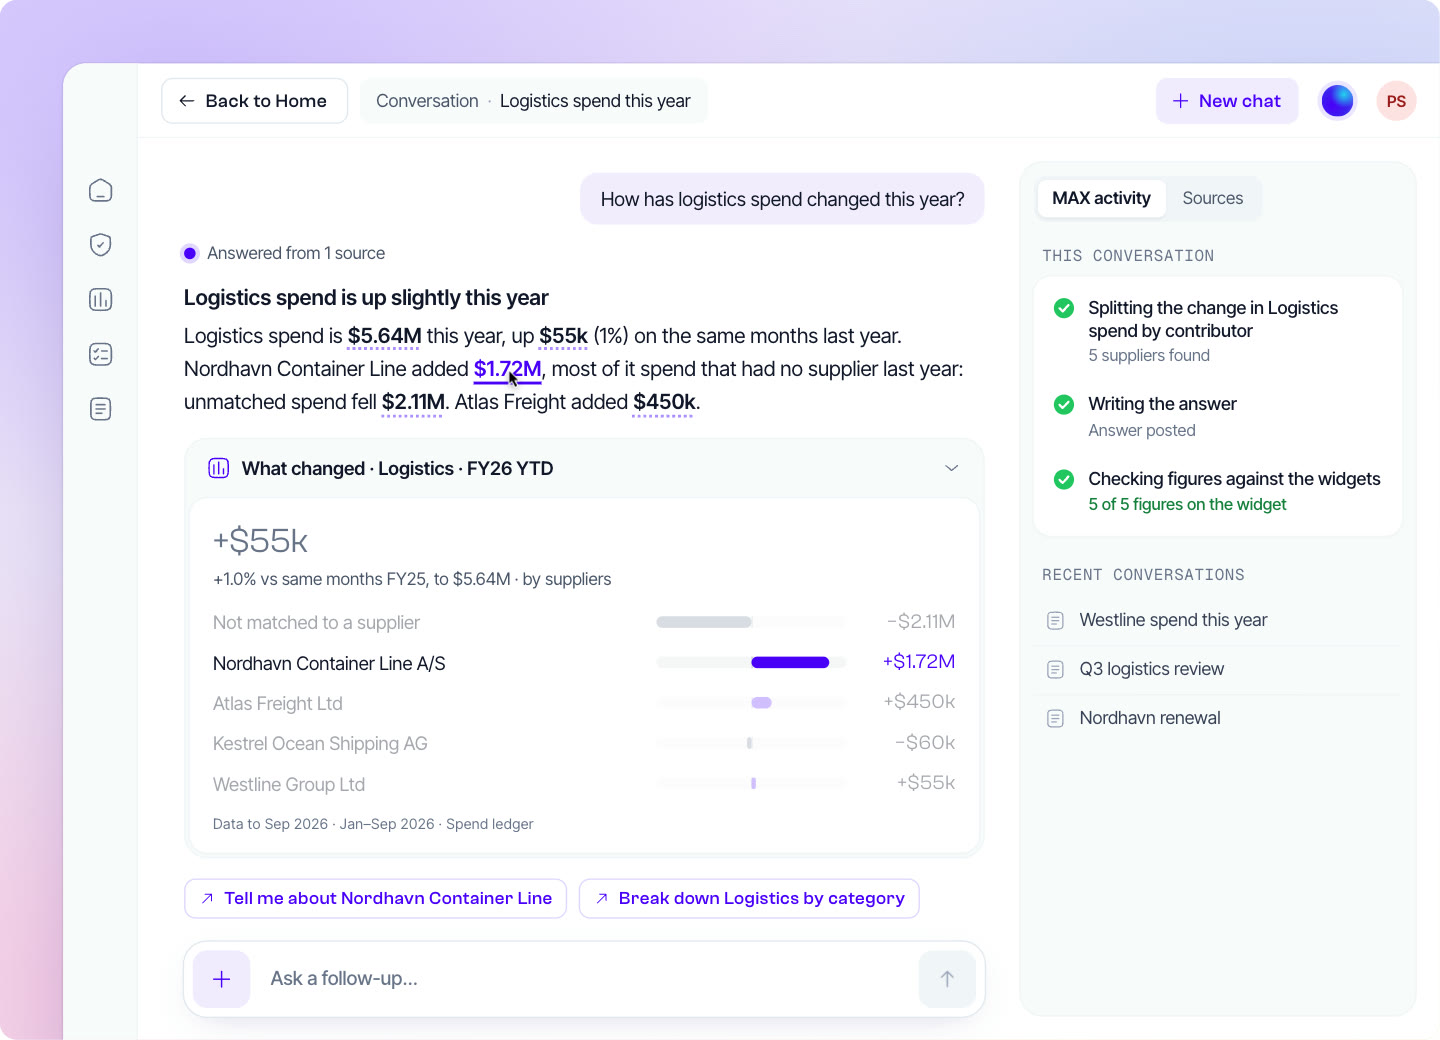 Back to Home
Conversation · Logistics spend this year
New chat
PS
How has logistics spend changed this year?
Answered from 1 source
Logistics spend is up slightly this year
Logistics spend is $5.64M this year, up $55k (1%) on the same months last year.
Nordhavn Container Line added $1.72M, most of it spend that had no supplier last year:
unmatched spend fell $2.11M. Atlas Freight added $450k.
What changed · Logistics · FY26 YTD
+$55k
+1.0% vs same months FY25, to $5.64M · by suppliers
Not matched to a supplier −$2.11M
Nordhavn Container Line A/S +$1.72M
Atlas Freight Ltd +$450k
Kestrel Ocean Shipping AG −$60k
Westline Group Ltd +$55k
Data to Sep 2026 · Jan–Sep 2026 · Spend ledger
Tell me about Nordhavn Container Line
Break down Logistics by category
Ask a follow-up...
MAX activity
Sources
THIS CONVERSATION
Splitting the change in Logistics
spend by contributor
5 suppliers found
Writing the answer
Answer posted
Checking figures against the widgets
5 of 5 figures on the widget
RECENT CONVERSATIONS
Westline spend this year
Q3 logistics review
Nordhavn renewal